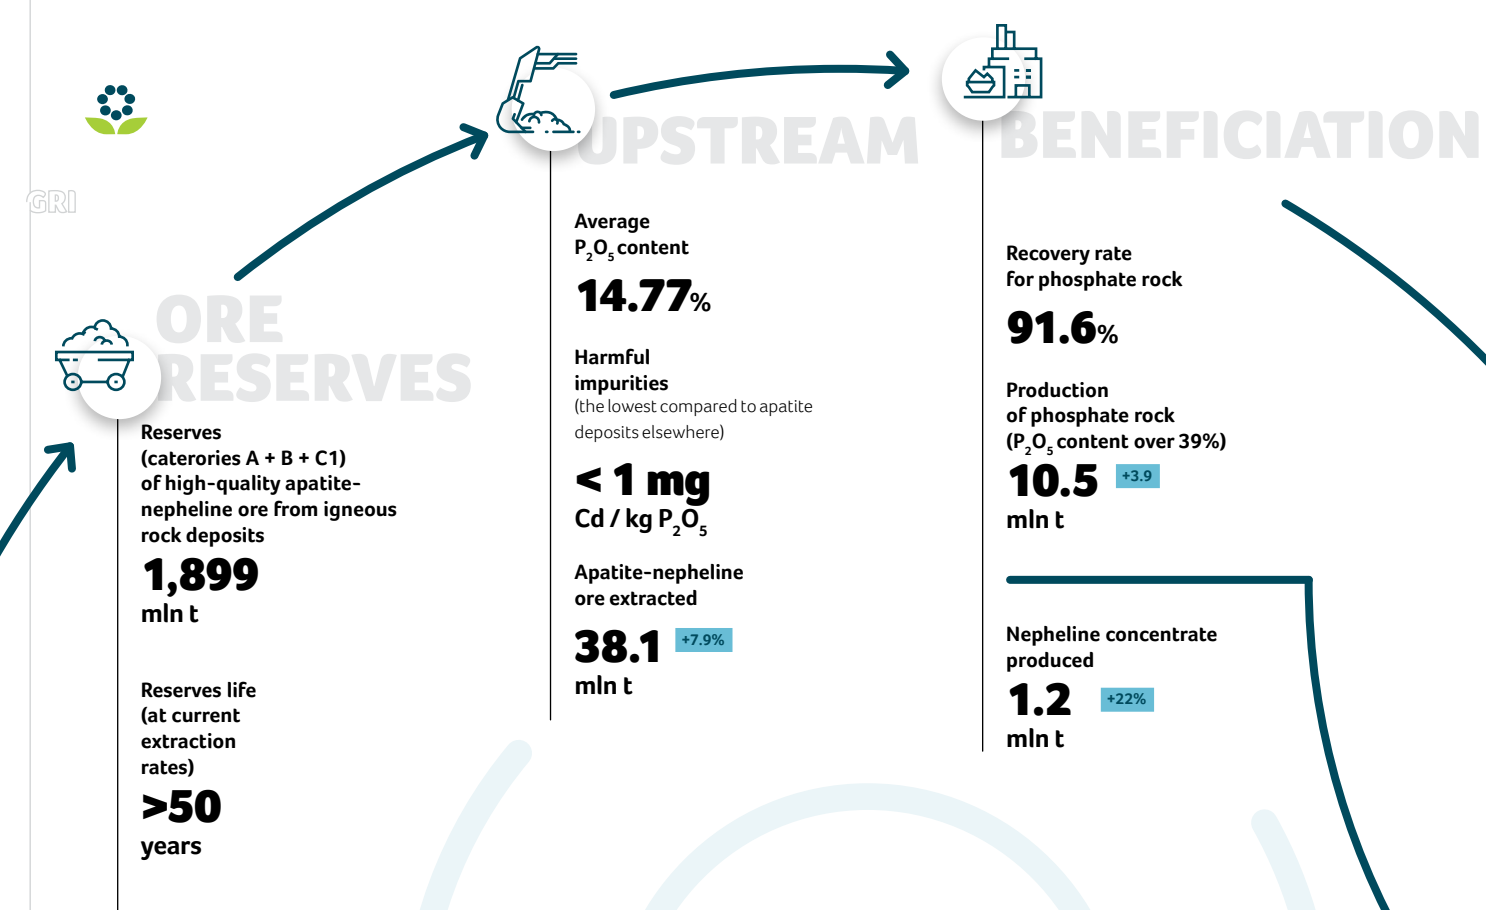 GRI
ORE
RESERVES
Reserves
(caterories A + B + C1)
of high-quality apatite-
nepheline ore from igneous
rock deposits
1,899
mln t
Reserves life
(at current
extraction
rates)
>50
years
UPSTREAM
Average
P₂O₅ content
14.77%
Harmful
impurities
(the lowest compared to apatite
deposits elsewhere)
< 1 mg
Cd / kg P₂O₅
Apatite-nepheline
ore extracted
38.1 +7.9%
mln t
BENEFICIATION
Recovery rate
for phosphate rock
91.6%
Production
of phosphate rock
(P₂O₅ content over 39%)
10.5 +3.9
mln t
Nepheline concentrate
produced
1.2 +22%
mln t